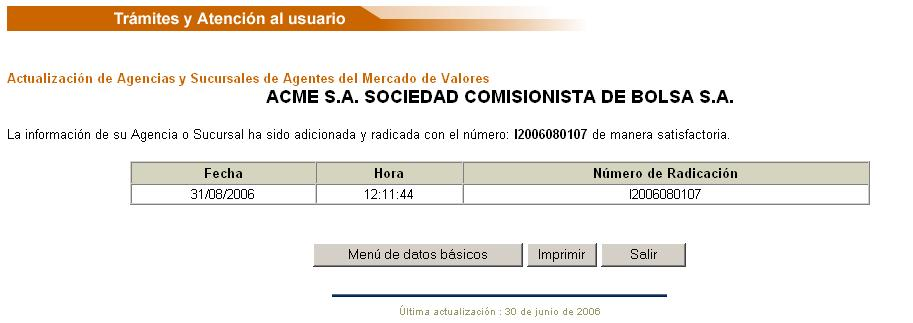 Trámites y Atención al usuario
Actualización de Agencias y Sucursales de Agentes del Mercado de Valores
ACME S.A. SOCIEDAD COMISIONISTA DE BOLSA S.A.
La información de su Agencia o Sucursal ha sido adicionada y radicada con el número: I2006080107 de manera satisfactoria.
Fecha Hora Número de Radicación
31/08/2006 12:11:44 I2006080107
Menú de datos básicos Imprimir Salir
Última actualización : 30 de junio de 2006